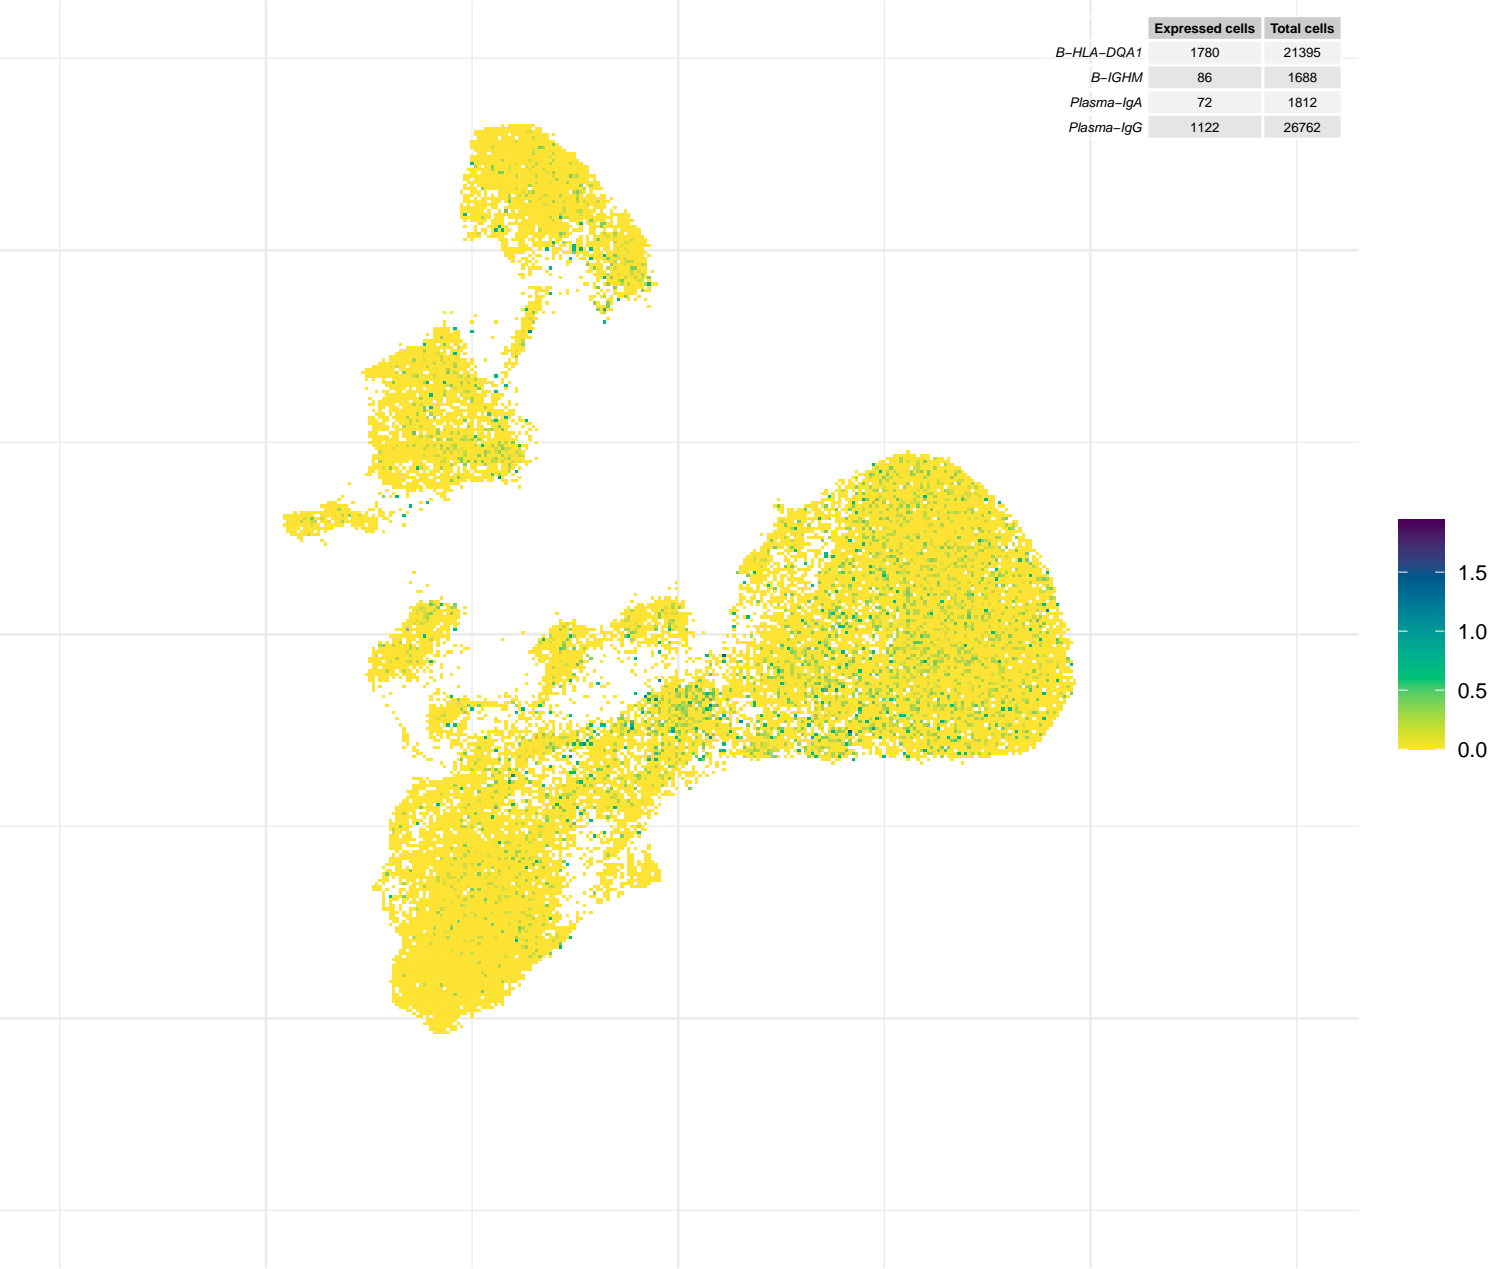 Expressed cells Total cells
B−HLA−DQA1 1780 21395
B−IGHM 86 1688
Plasma−IgA 72 1812
Plasma−IgG 1122 26762
1.5
1.0
0.5
0.0